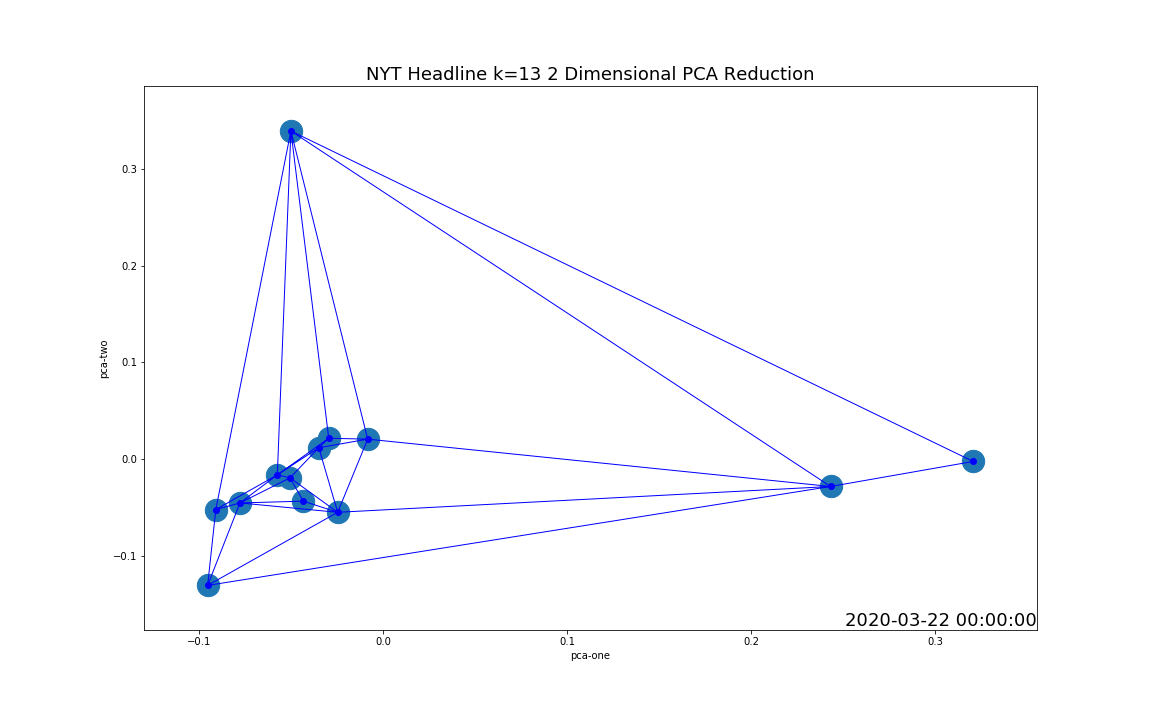 NYT Headline k=13 2 Dimensional PCA Reduction
0.3
0.2
0.1
0.0
−0.1
pca-two
2020-03-22 00:00:00
−0.1 0.0 0.1 0.2 0.3
pca-one